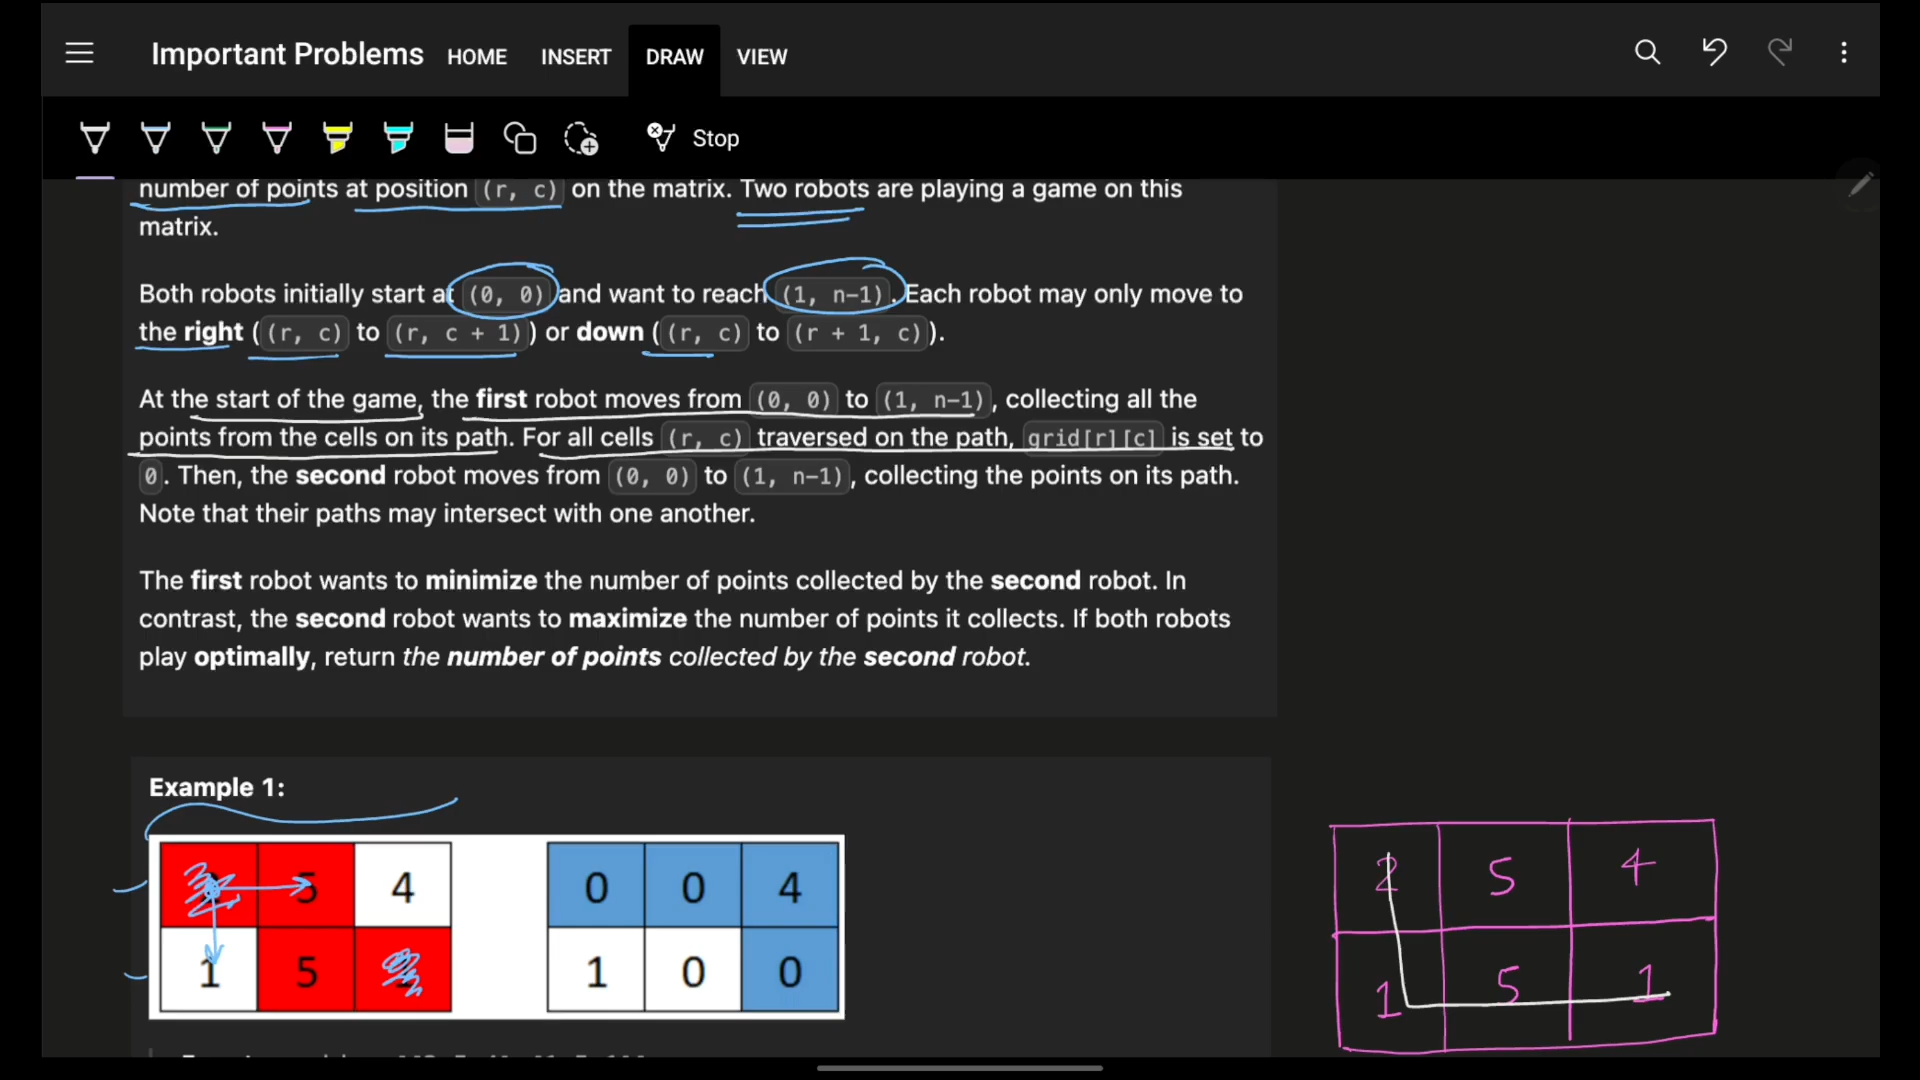 Important Problems HOME INSERT DRAW VIEW
Stop
number of points at position (r, c) on the matrix. Two robots are playing a game on this
matrix.
Both robots initially start at (0, 0) and want to reach (1, n-1). Each robot may only move to
the right ((r, c) to (r, c + 1)) or down ((r, c) to (r + 1, c)).
At the start of the game, the first robot moves from (0, 0) to (1, n-1), collecting all the
points from the cells on its path. For all cells (r, c) traversed on the path, grid[r][c] is set to
0. Then, the second robot moves from (0, 0) to (1, n-1), collecting the points on its path.
Note that their paths may intersect with one another.
The first robot wants to minimize the number of points collected by the second robot. In
contrast, the second robot wants to maximize the number of points it collects. If both robots
play optimally, return the number of points collected by the second robot.
Example 1:
5 4 0 0 4
1 5 1 0 0
2 5 4
1 5 1